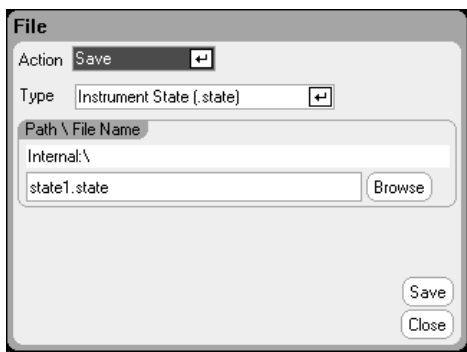 File
Action Save
Type Instrument State (.state)
Path \ File Name
Internal:\
state1.state Browse
Save
Close